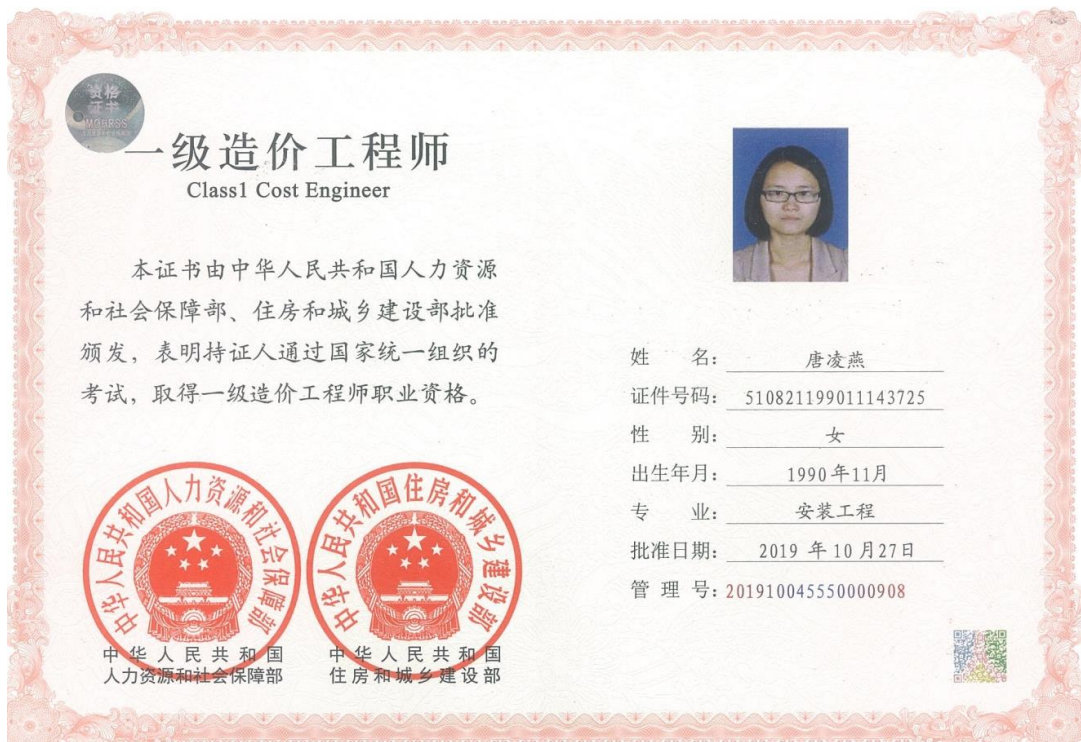 资格
证书
MOHRSS
一级造价工程师
Class1 Cost Engineer
本证书由中华人民共和国人力资源
和社会保障部、住房和城乡建设部批准
颁发，表明持证人通过国家统一组织的
考试，取得一级造价工程师职业资格。
中华人民共和国人力资源和社会保障部
中华人民共和国住房和城乡建设部
中华人民共和国
人力资源和社会保障部
中华人民共和国
住房和城乡建设部
姓 名： 唐凌燕
证件号码： 510821199011143725
性 别： 女
出生年月： 1990年11月
专 业： 安装工程
批准日期： 2019 年 10 月27日
管 理 号： 201910045550000908